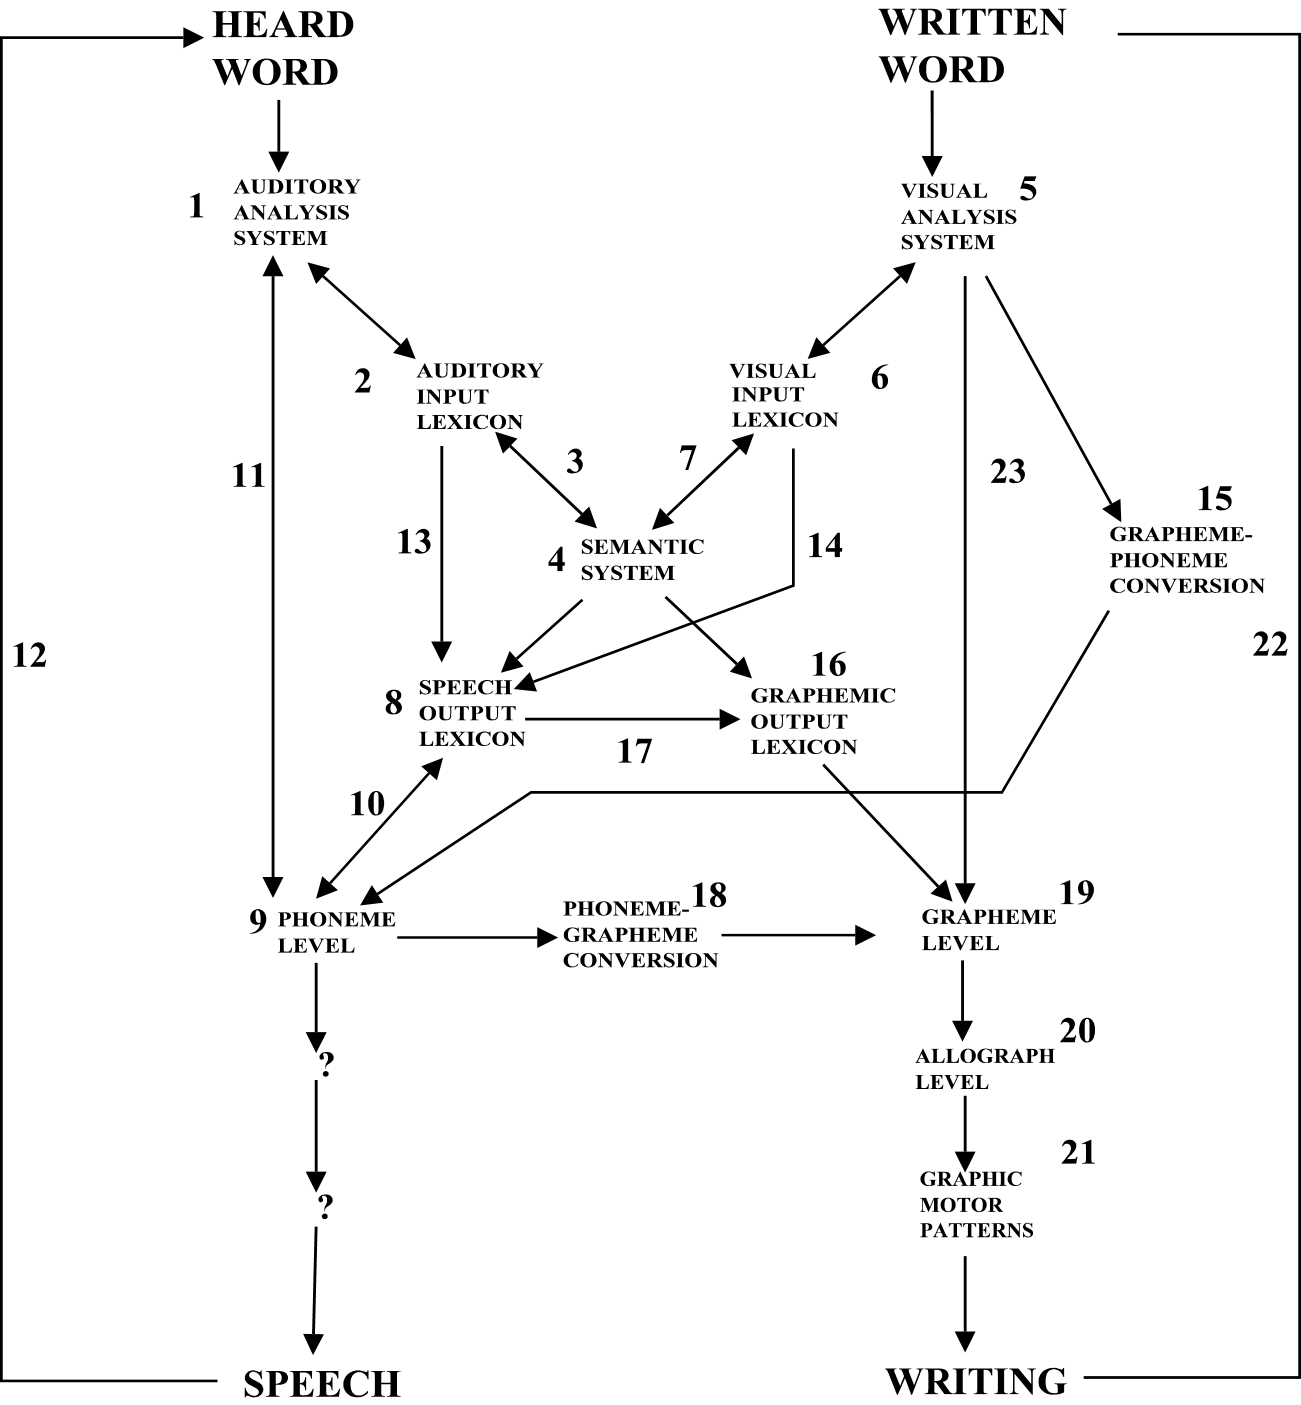 HEARD
WORD
WRITTEN
WORD
1
AUDITORY
ANALYSIS
SYSTEM
5
VISUAL
ANALYSIS
SYSTEM
2
AUDITORY
INPUT
LEXICON
VISUAL
INPUT
LEXICON
6
3
7
11
23
13
4
SEMANTIC
SYSTEM
14
15
GRAPHEME-
PHONEME
CONVERSION
12
22
8
SPEECH
OUTPUT
LEXICON
16
GRAPHEMIC
OUTPUT
LEXICON
17
10
9
PHONEME
LEVEL
18
PHONEME-
GRAPHEME
CONVERSION
19
GRAPHEME
LEVEL
?
20
ALLOGRAPH
LEVEL
?
21
GRAPHIC
MOTOR
PATTERNS
SPEECH
WRITING